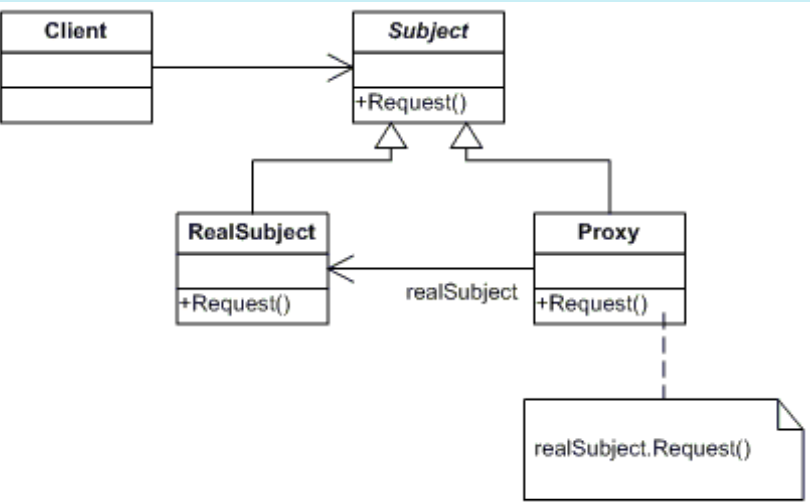 Client
Subject
+Request()
RealSubject
Proxy
+Request()
realSubject
+Request()
realSubject.Request()